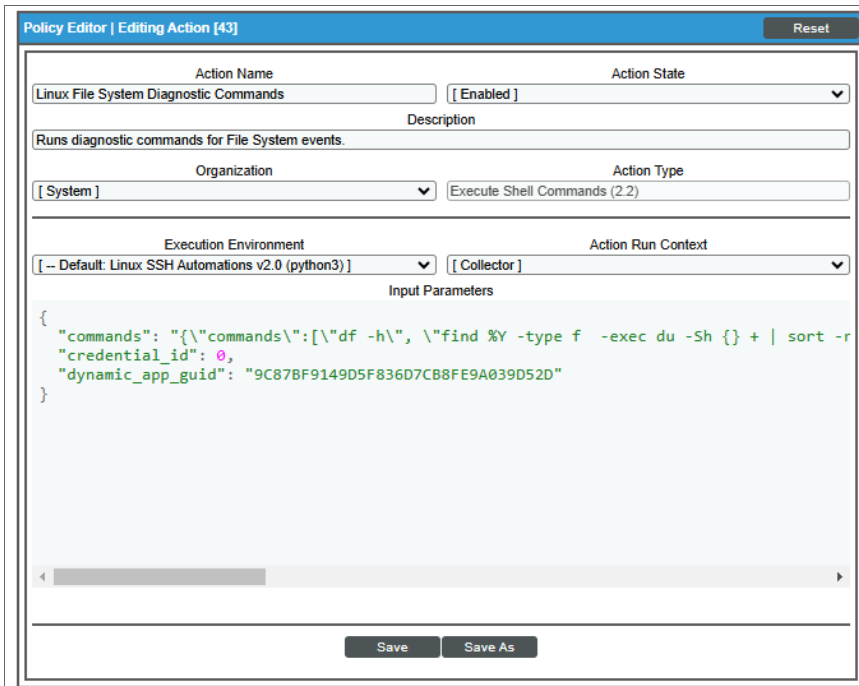 Policy Editor | Editing Action [43] Reset
Action Name Action State
Linux File System Diagnostic Commands [ Enabled ]
Description
Runs diagnostic commands for File System events.
Organization Action Type
[ System ] Execute Shell Commands (2.2)
Execution Environment Action Run Context
[ -- Default: Linux SSH Automations v2.0 (python3) ] [ Collector ]
Input Parameters
{
"commands": "{\"commands\":[\"df -h\", \"find %Y -type f  -exec du -Sh {} + | sort -r
"credential_id": 0,
"dynamic_app_guid": "9C87BF9149D5F836D7CB8FE9A039D52D"
}
Save Save As